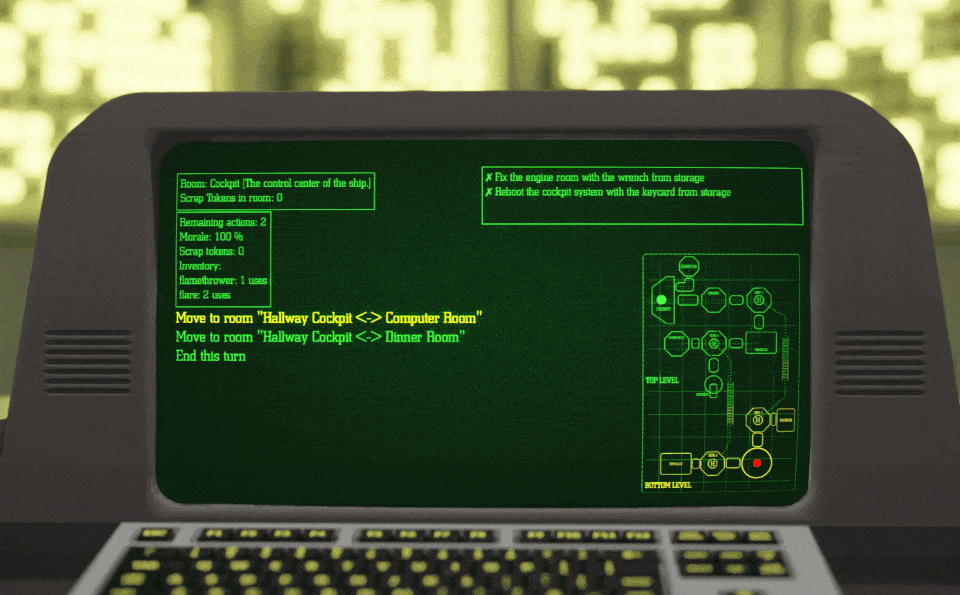 Room: Cockpit [The control center of the ship.]
Scrap Tokens in room: 0
✗ Fix the engine room with the wrench from storage
✗ Reboot the cockpit system with the keycard from storage
Remaining actions: 2
Morale: 100 %
Scrap tokens: 0
Inventory:
flamethrower: 1 uses
flare: 2 uses
Move to room "Hallway Cockpit <-> Computer Room"
Move to room "Hallway Cockpit <-> Dinner Room"
End this turn
TOP LEVEL
BOTTOM LEVEL